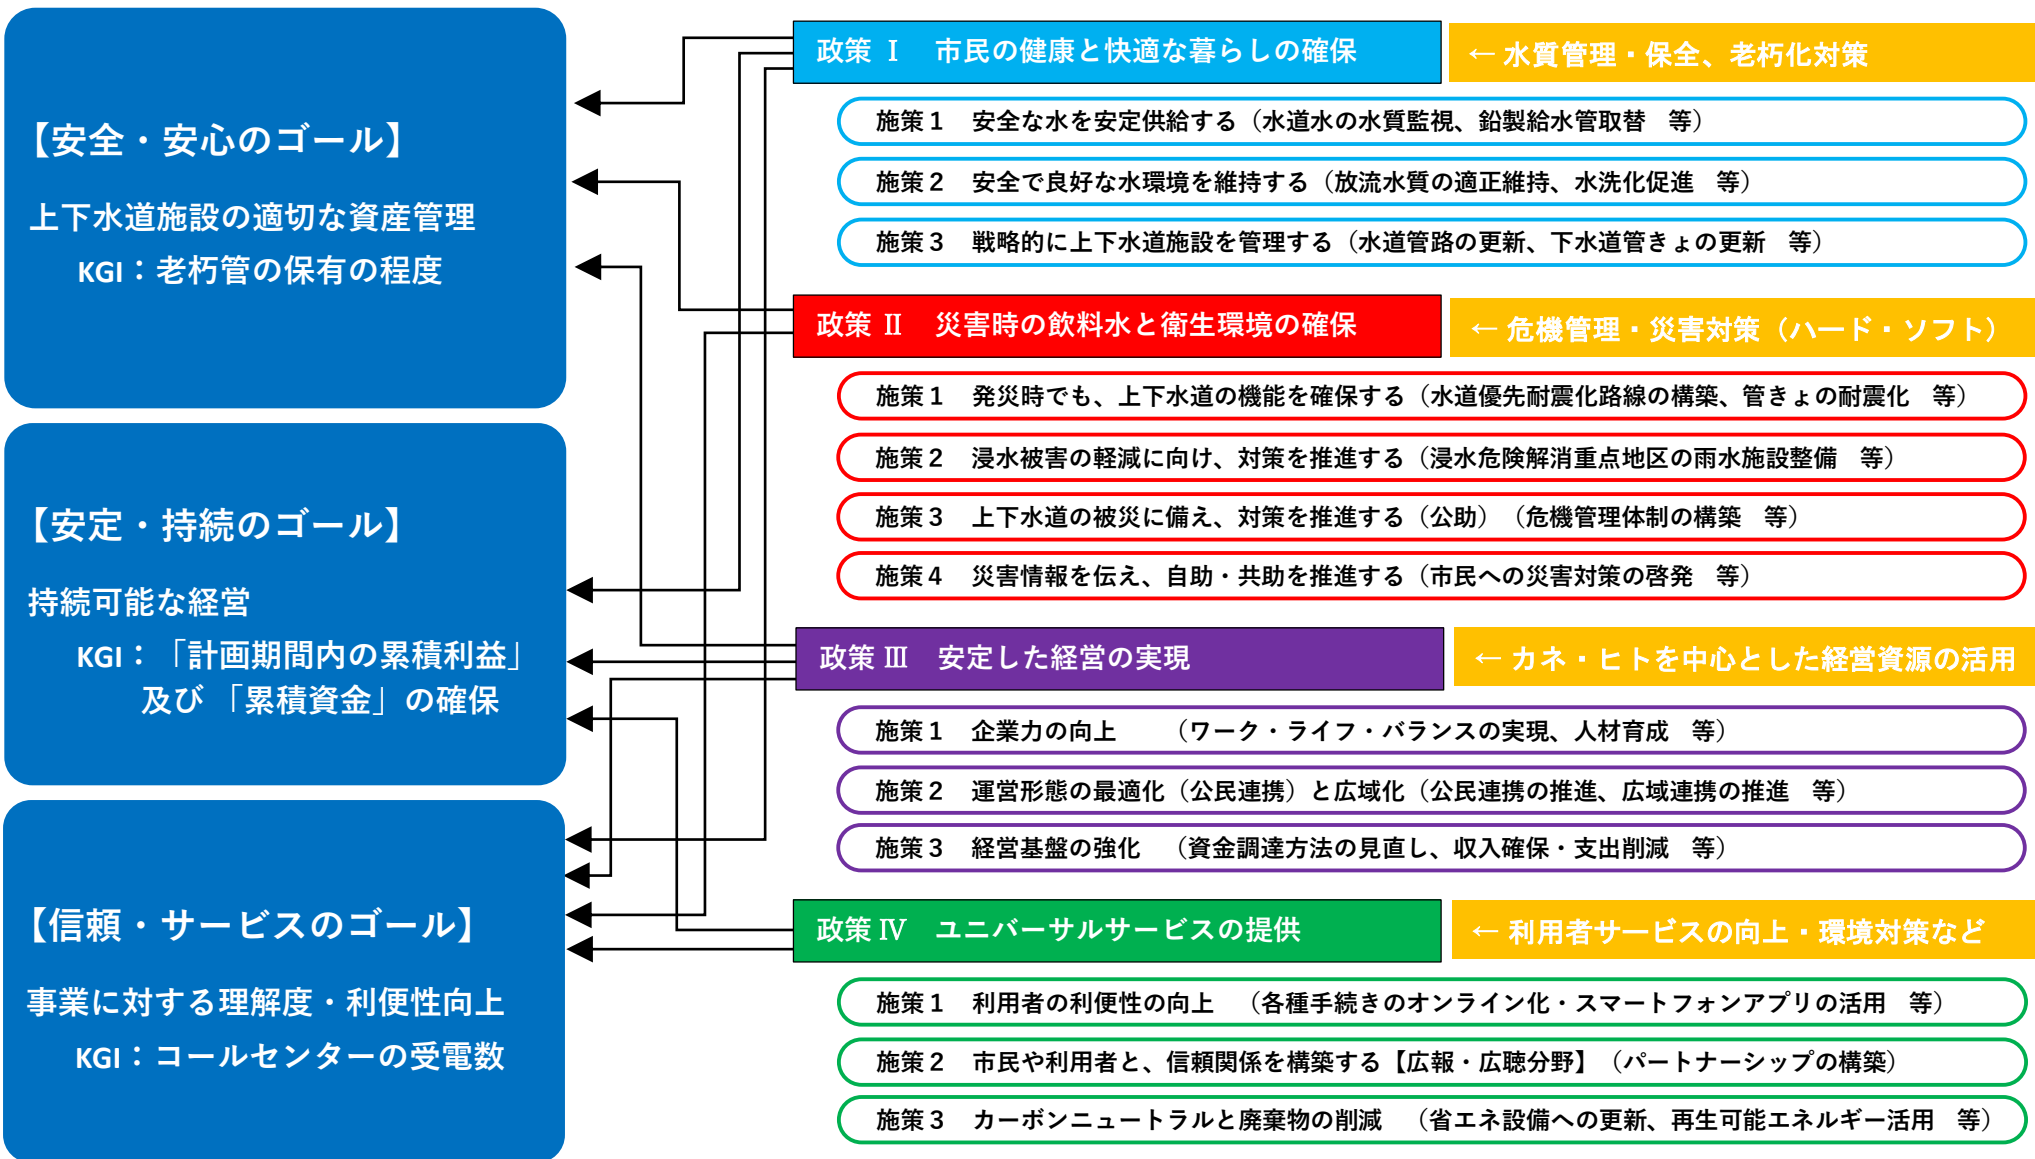 【安全・安心のゴール】
上下水道施設の適切な資産管理
KGI：老朽管の保有の程度
【安定・持続のゴール】
持続可能な経営
KGI：「計画期間内の累積利益」
及び 「累積資金」の確保
【信頼・サービスのゴール】
事業に対する理解度・利便性向上
KGI：コールセンターの受電数
政策 Ⅰ　市民の健康と快適な暮らしの確保
←水質管理・保全、老朽化対策
施策１　安全な水を安定供給する（水道水の水質監視、鉛製給水管取替　等）
施策２　安全で良好な水環境を維持する（放流水質の適正維持、水洗化促進　等）
施策３　戦略的に上下水道施設を管理する（水道管路の更新、下水道管きょの更新　等）
政策 Ⅱ　災害時の飲料水と衛生環境の確保
←危機管理・災害対策（ハード・ソフト）
施策１　発災時でも、上下水道の機能を確保する（水道優先耐震化路線の構築、管きょの耐震化　等）
施策２　浸水被害の軽減に向け、対策を推進する（浸水危険解消重点地区の雨水施設整備　等）
施策３　上下水道の被災に備え、対策を推進する（公助）（危機管理体制の構築　等）
施策４　災害情報を伝え、自助・共助を推進する（市民への災害対策の啓発　等）
政策 Ⅲ　安定した経営の実現
←カネ・ヒトを中心とした経営資源の活用
施策１　企業力の向上　　（ワーク・ライフ・バランスの実現、人材育成　等）
施策２　運営形態の最適化（公民連携）と広域化（公民連携の推進、広域連携の推進　等）
施策３　経営基盤の強化　（資金調達方法の見直し、収入確保・支出削減　等）
政策 Ⅳ　ユニバーサルサービスの提供
←利用者サービスの向上・環境対策など
施策１　利用者の利便性の向上　（各種手続きのオンライン化・スマートフォンアプリの活用　等）
施策２　市民や利用者と、信頼関係を構築する【広報・広聴分野】（パートナーシップの構築）
施策３　カーボンニュートラルと廃棄物の削減　（省エネ設備への更新、再生可能エネルギー活用　等）